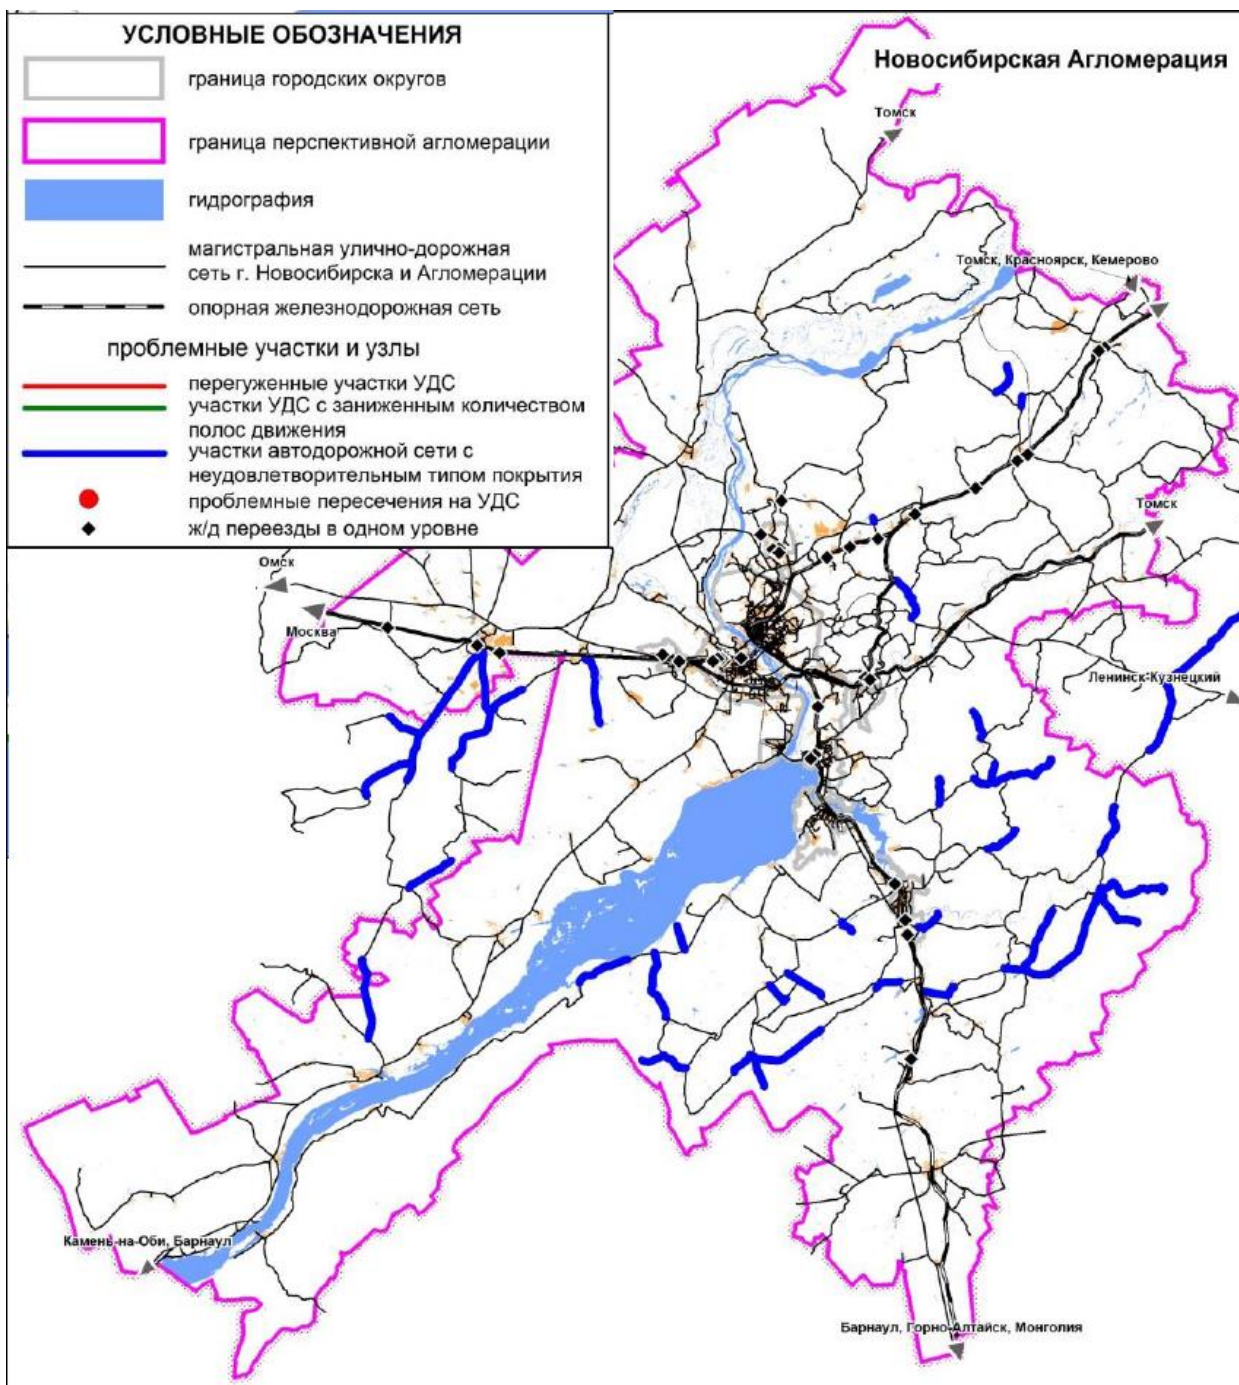 УСЛОВНЫЕ ОБОЗНАЧЕНИЯ
граница городских округов
граница перспективной агломерации
гидрография
магистральная улично-дорожная
сеть г. Новосибирска и Агломерации
опорная железнодорожная сеть
проблемные участки и узлы
перегуженные участки УДС
участки УДС с заниженным количеством
полос движения
участки автодорожной сети с
неудовлетворительным типом покрытия
проблемные пересечения на УДС
ж/д переезды в одном уровне
Новосибирская Агломерация
Томск
Томск, Красноярск, Кемерово
Томск
Омск
Москва
Ленинск-Кузнецкий
Камень-на-Оби, Барнаул
Барнаул, Горно-Алтайск, Монголия